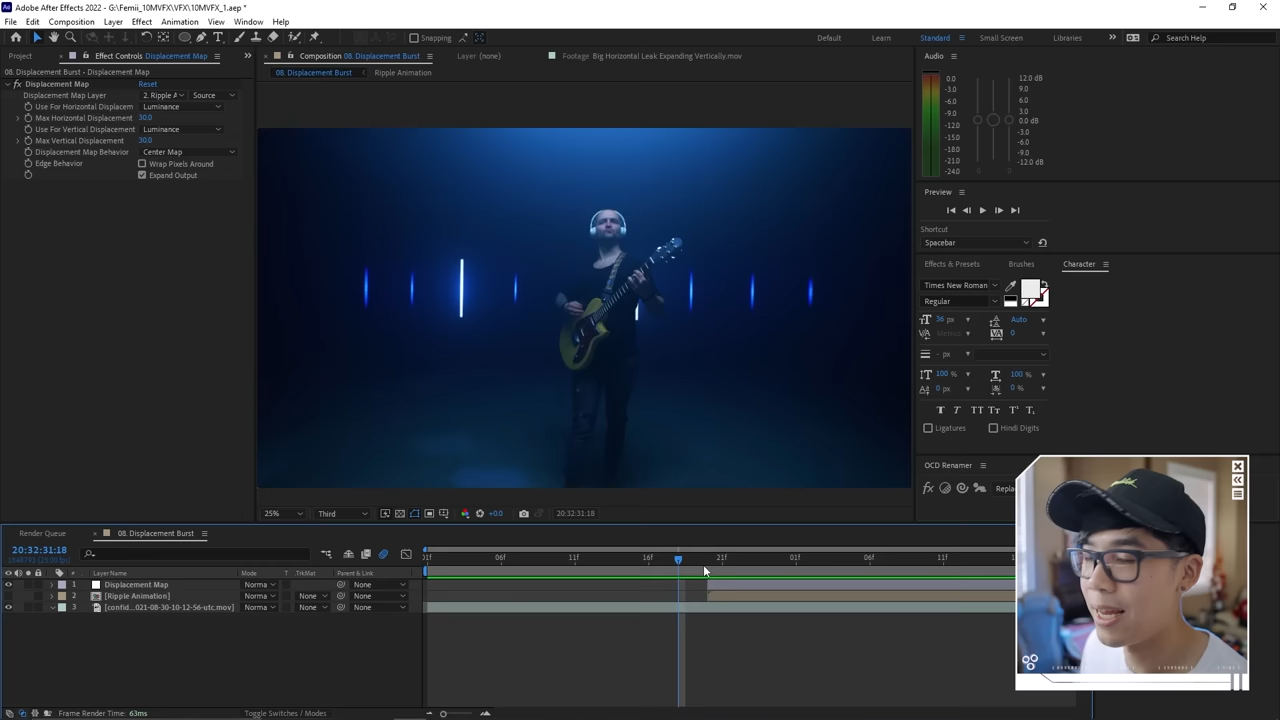 Adobe After Effects 2022 - G:\Femii_10MVFX\VFX\10MVFX_1.aep *
File Edit Composition Layer Effect Animation View Window Help
Snapping Default Learn Standard Small Screen Libraries Search Help
Project Effect Controls Displacement Map
Composition 08. Displacement Burst Layer (none) Footage Big Horizontal Leak Expanding Vertically.mov
08. Displacement Burst • Displacement Map
08. Displacement Burst Ripple Animation
fx Displacement Map Reset
Displacement Map Layer 2. Ripple A Source
Use For Horizontal Displacem Luminance
Max Horizontal Displacement 30.0
Use For Vertical Displacement Luminance
Max Vertical Displacement 30.0
Displacement Map Behavior Center Map
Edge Behavior Wrap Pixels Around
Expand Output
25% Third +0.0 20:32:31:18
Audio
0.0 12.0 dB
-3.0 9.0
-6.0 6.0
-9.0 3.0
-12.0 0.0 dB
-15.0 -3.0
-18.0 -6.0
-21.0 -9.0
-24.0 -12.0 dB
Preview
Shortcut
Spacebar
Effects & Presets Brushes Character
Times New Roman
Regular
36 px Auto
Metrics 0
- px
100 % 100 %
0 px 0 %
Ligatures Hindi Digits
OCD Renamer
fx Repla
Render Queue 08. Displacement Burst
20:32:31:18
Layer Name Mode T TrkMat Parent & Link
1 Displacement Map Norma None
2 [Ripple Animation] Norma None None
3 [confid...021-08-30-10-12-56-utc.mov] Norma None None
01f 06f 11f 16f 21f 01f 06f 11f
Frame Render Time: 63ms Toggle Switches / Modes